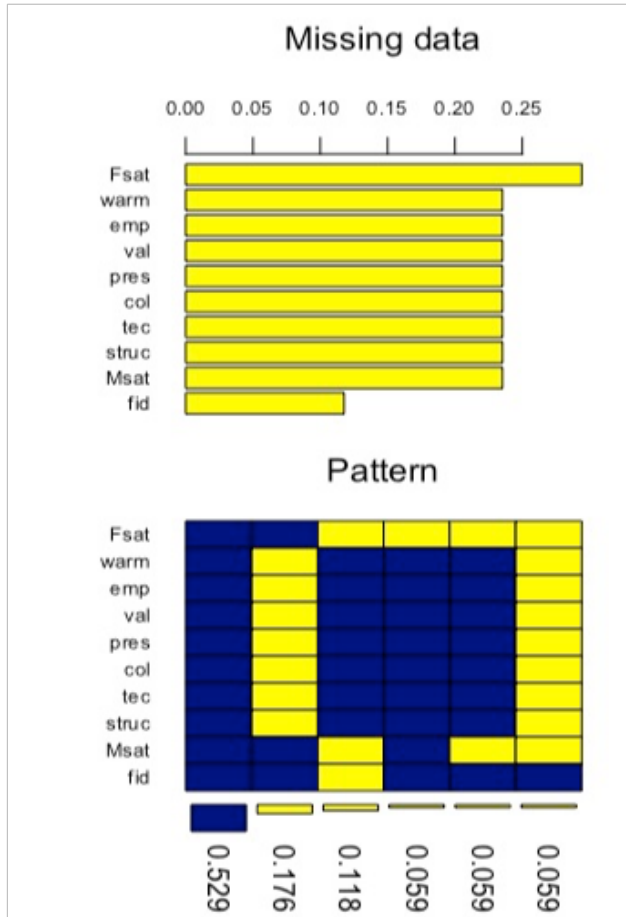 Missing data
0.00 0.05 0.10 0.15 0.20 0.25
Fsat
warm
emp
val
pres
col
tec
struc
Msat
fid
Pattern
Fsat
warm
emp
val
pres
col
tec
struc
Msat
fid
0.529 0.176 0.118 0.059 0.059 0.059